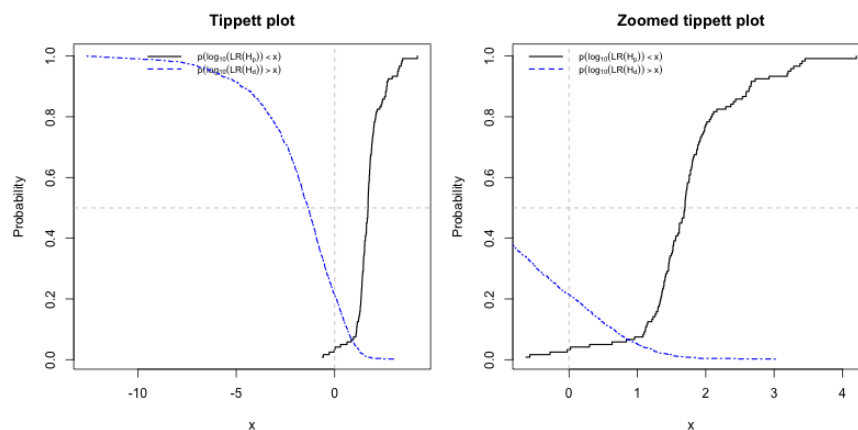 Tippett plot
p(log₁₀(LR(Hₚ)) < x)
p(log₁₀(LR(H_d)) > x)
1.0
0.8
0.6
0.4
0.2
0.0
Probability
-10 -5 0
x
Zoomed tippett plot
p(log₁₀(LR(Hₚ)) < x)
p(log₁₀(LR(H_d)) > x)
1.0
0.8
0.6
0.4
0.2
0.0
Probability
0 1 2 3 4
x